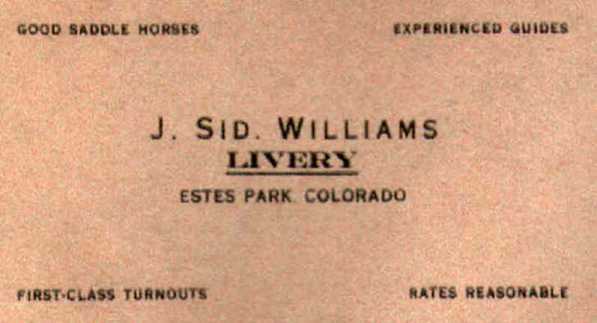 GOOD SADDLE HORSES EXPERIENCED GUIDES
J. SID. WILLIAMS
LIVERY
ESTES PARK, COLORADO
FIRST-CLASS TURNOUTS RATES REASONABLE